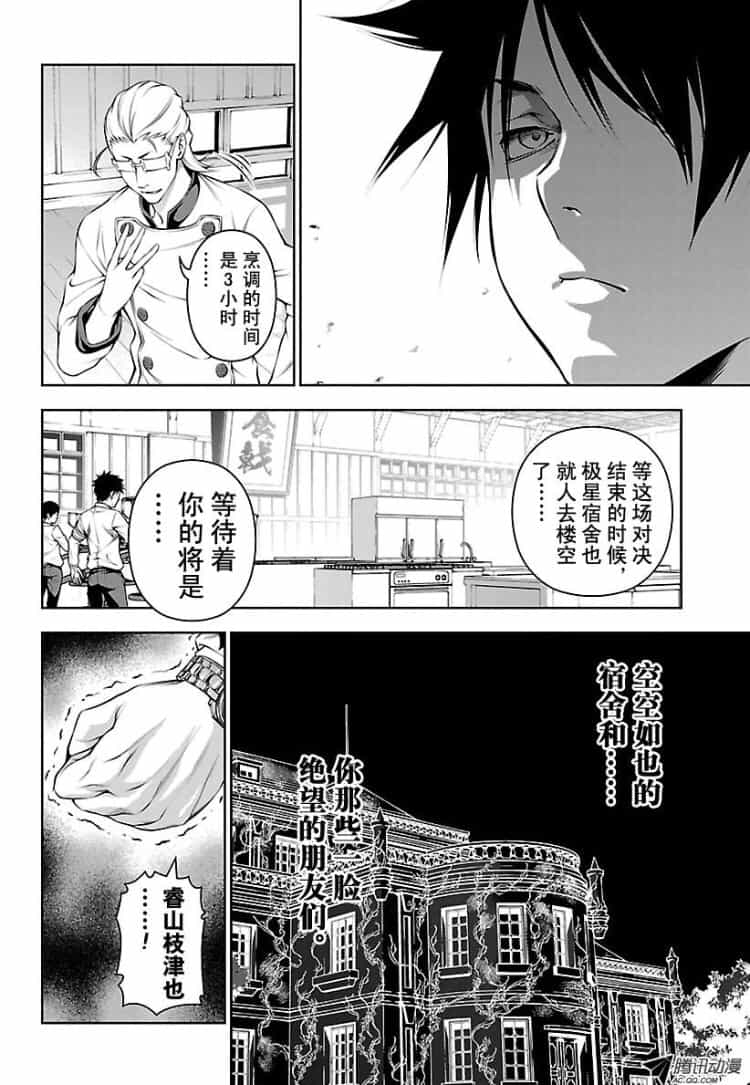 烹调的时间
是3小时
……
等这场对决
结束的时候，
极星宿舍也
就人去楼空
了……
食戟
等待着
你的将是
……
空空如也的
宿舍和……
你那些一脸
绝望的朋友们。
睿山枝津也
……！
腾讯动漫
AC.QQ.COM